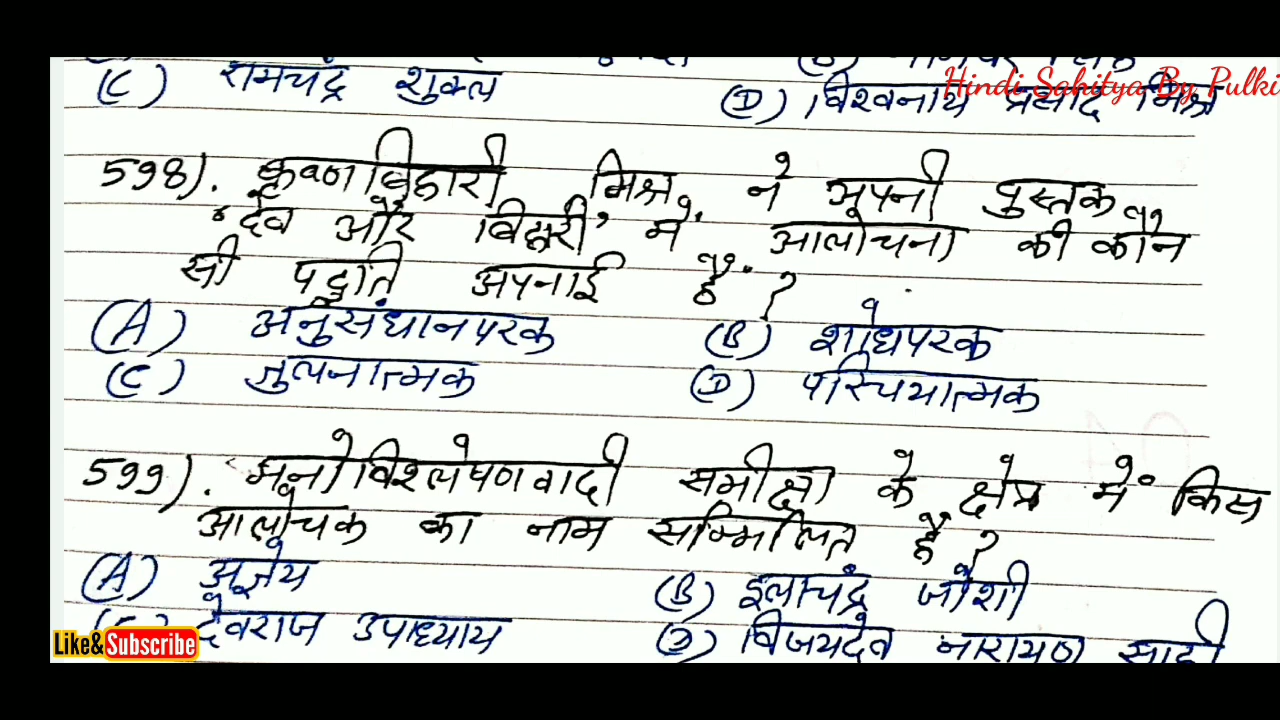 (C) रामचंद्र शुक्ल (D) विश्वनाथ प्रसाद मिश्र
Hindi Sahitya By Pulki
598). कृष्णबिहारी मिश्र ने अपनी पुस्तक
"देव और बिहारी" में आलोचना की कौन
सी पद्धति अपनाई है ?
(A) अनुसंधानपरक (B) शोधपरक
(C) तुलनात्मक (D) परिचयात्मक
599). मनोविश्लेषणवादी समीक्षा के क्षेत्र में किस
आलोचक का नाम सम्मिलित है ?
(A) अज्ञेय (B) इलाचंद्र जोशी
देवराज उपाध्याय (D) विजयदेव नारायण साही
Like& Subscribe